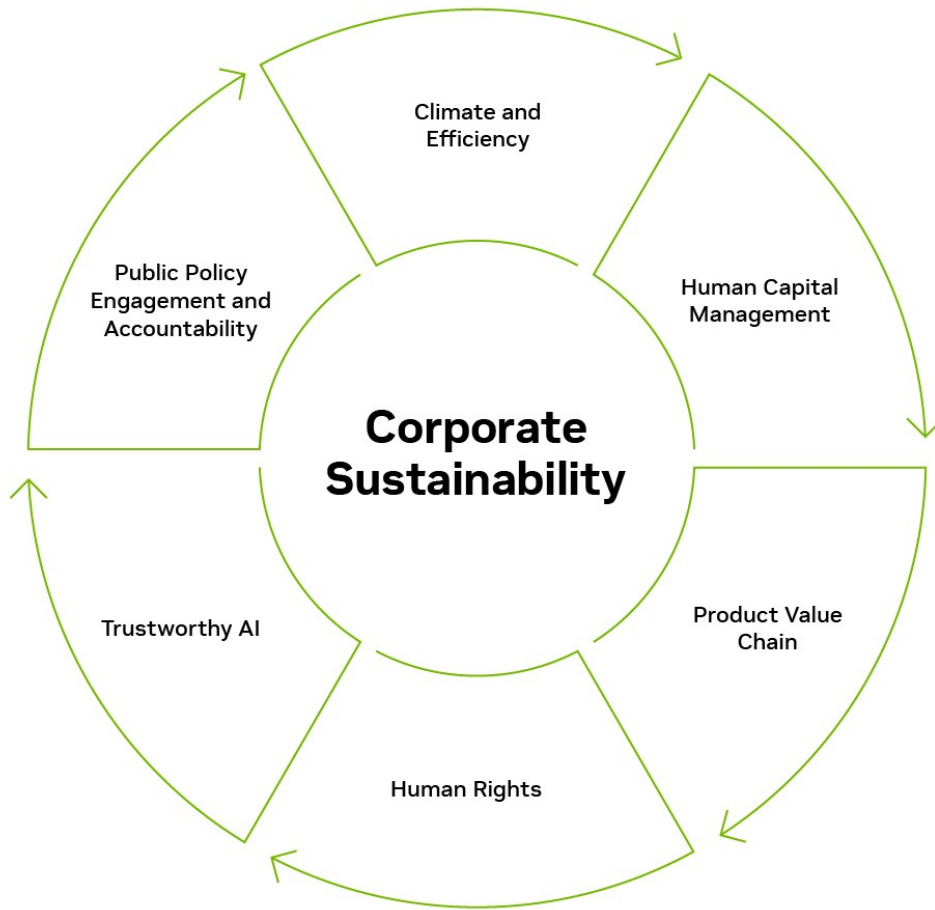 Climate and
Efficiency
Human Capital
Management
Product Value
Chain
Human Rights
Trustworthy AI
Public Policy
Engagement and
Accountability
Corporate
Sustainability